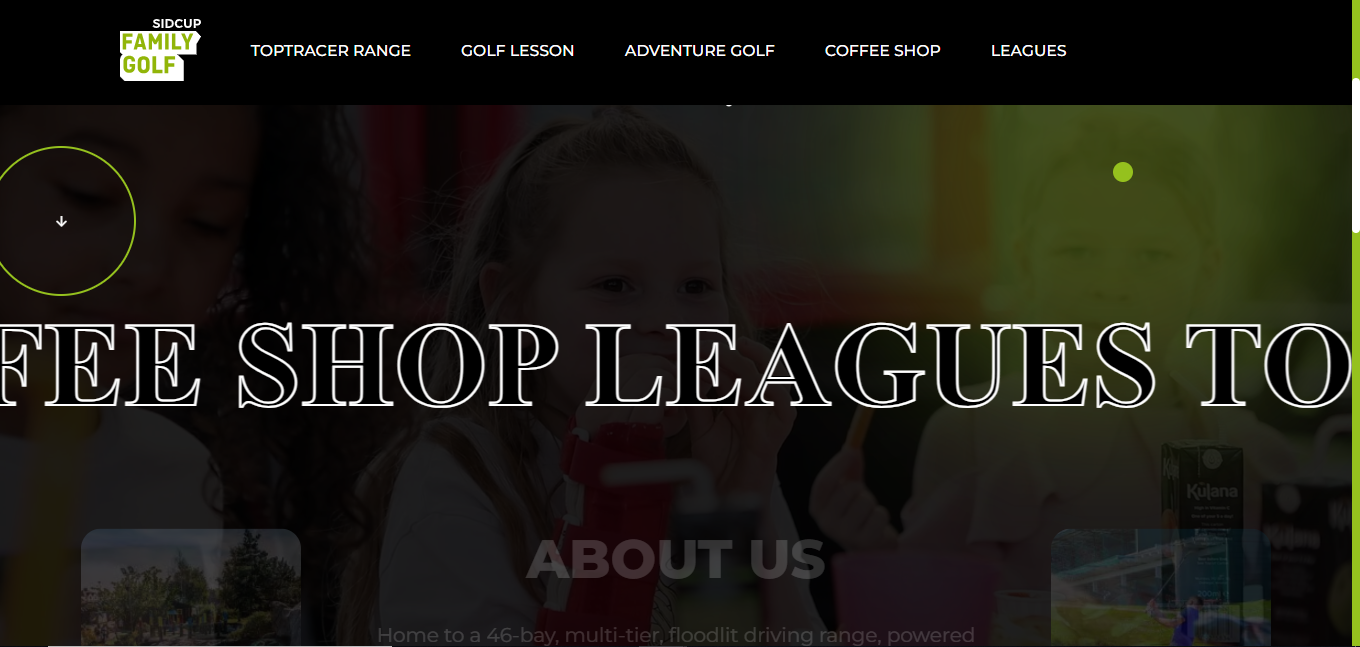 SIDCUP
FAMILY
GOLF
TOPTRACER RANGE GOLF LESSON ADVENTURE GOLF COFFEE SHOP LEAGUES
FEE SHOP LEAGUES TO
Kulana
ABOUT US
Home to a 46-bay, multi-tier, floodlit driving range, powered